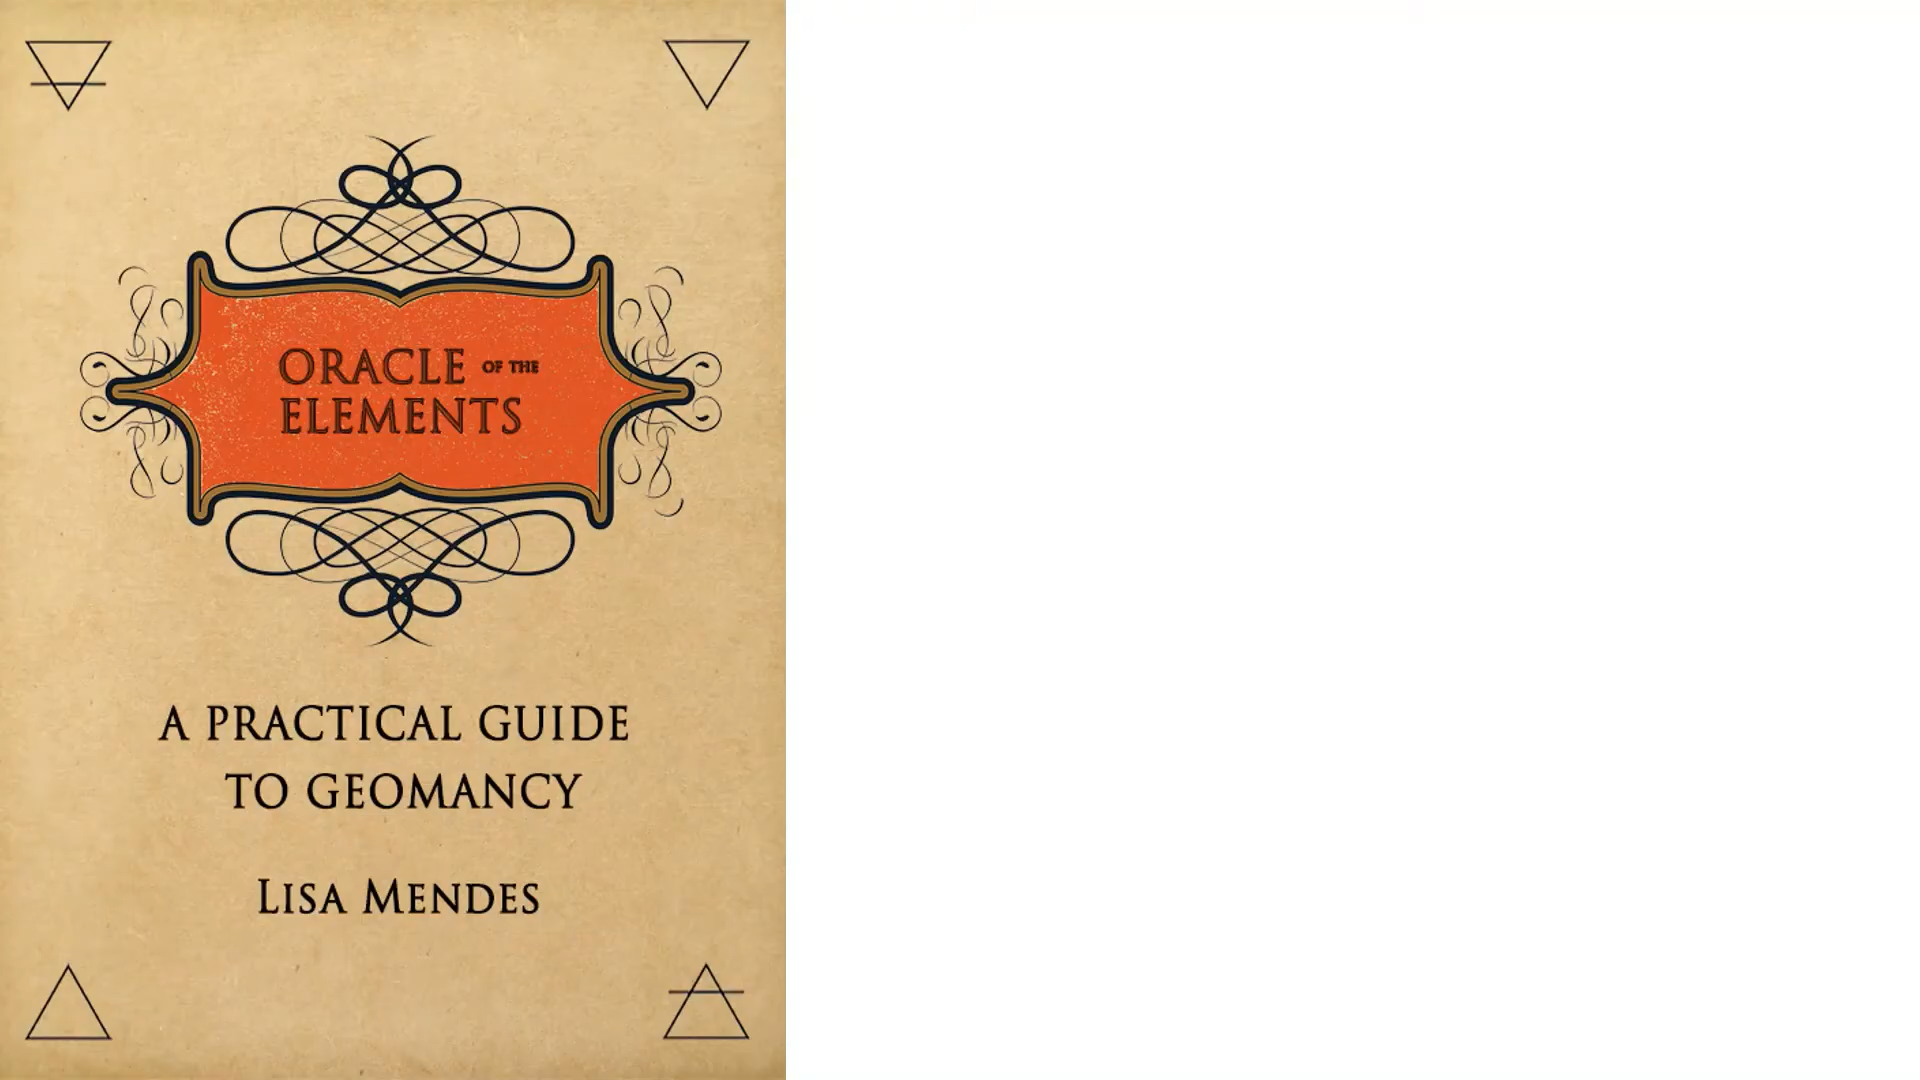 ORACLE OF THE
ELEMENTS
A PRACTICAL GUIDE
TO GEOMANCY
LISA MENDES